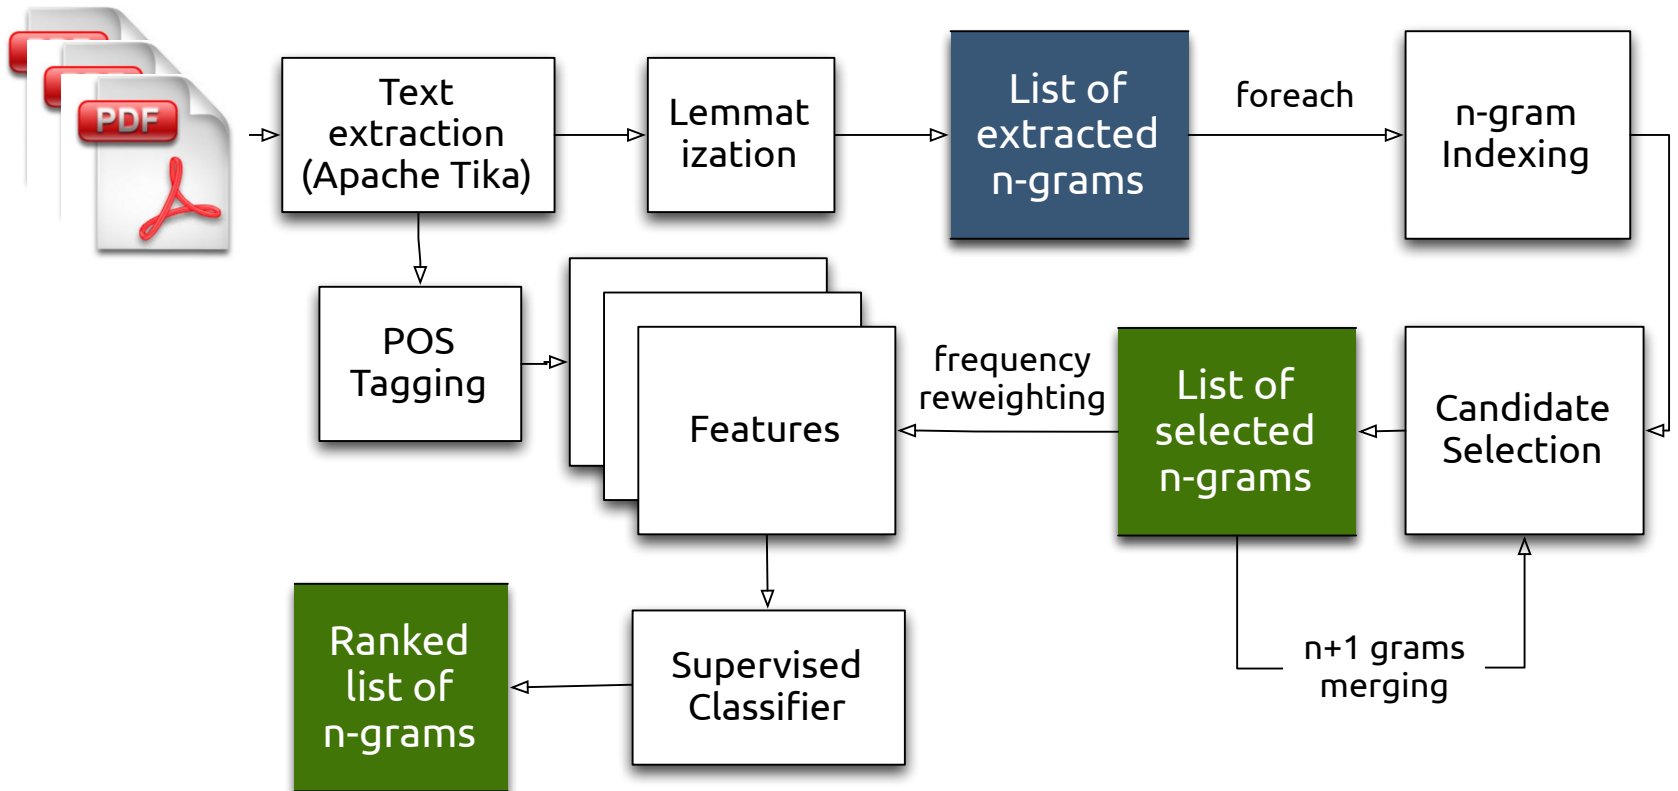 PDF
Text
extraction
(Apache Tika)
Lemmat
ization
List of
extracted
n-grams
foreach
n-gram
Indexing
POS
Tagging
Features
frequency
reweighting
List of
selected
n-grams
Candidate
Selection
n+1 grams
merging
Supervised
Classifier
Ranked
list of
n-grams